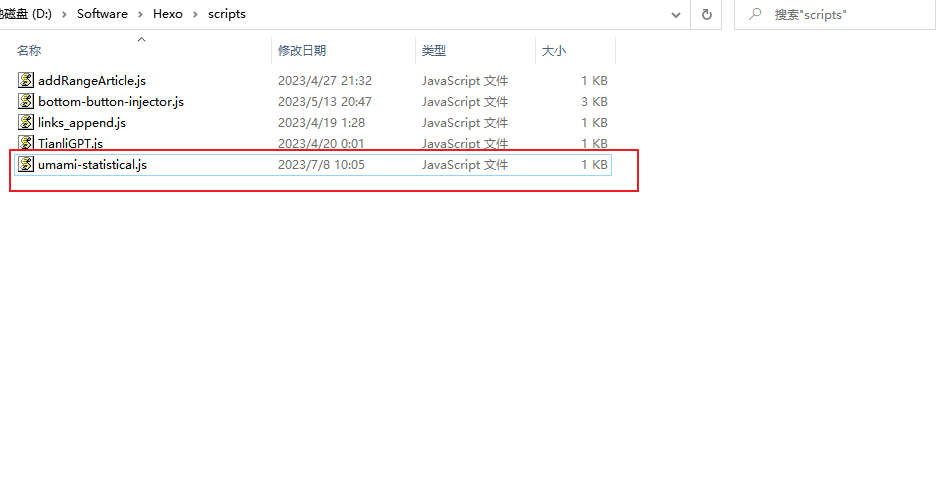 地磁盘 (D:) › Software › Hexo › scripts 搜索"scripts"
名称 修改日期 类型 大小
addRangeArticle.js 2023/4/27 21:32 JavaScript 文件 1 KB
bottom-button-injector.js 2023/5/13 20:47 JavaScript 文件 3 KB
links_append.js 2023/4/19 1:28 JavaScript 文件 1 KB
TianliGPT.js 2023/4/20 0:01 JavaScript 文件 1 KB
umami-statistical.js 2023/7/8 10:05 JavaScript 文件 1 KB